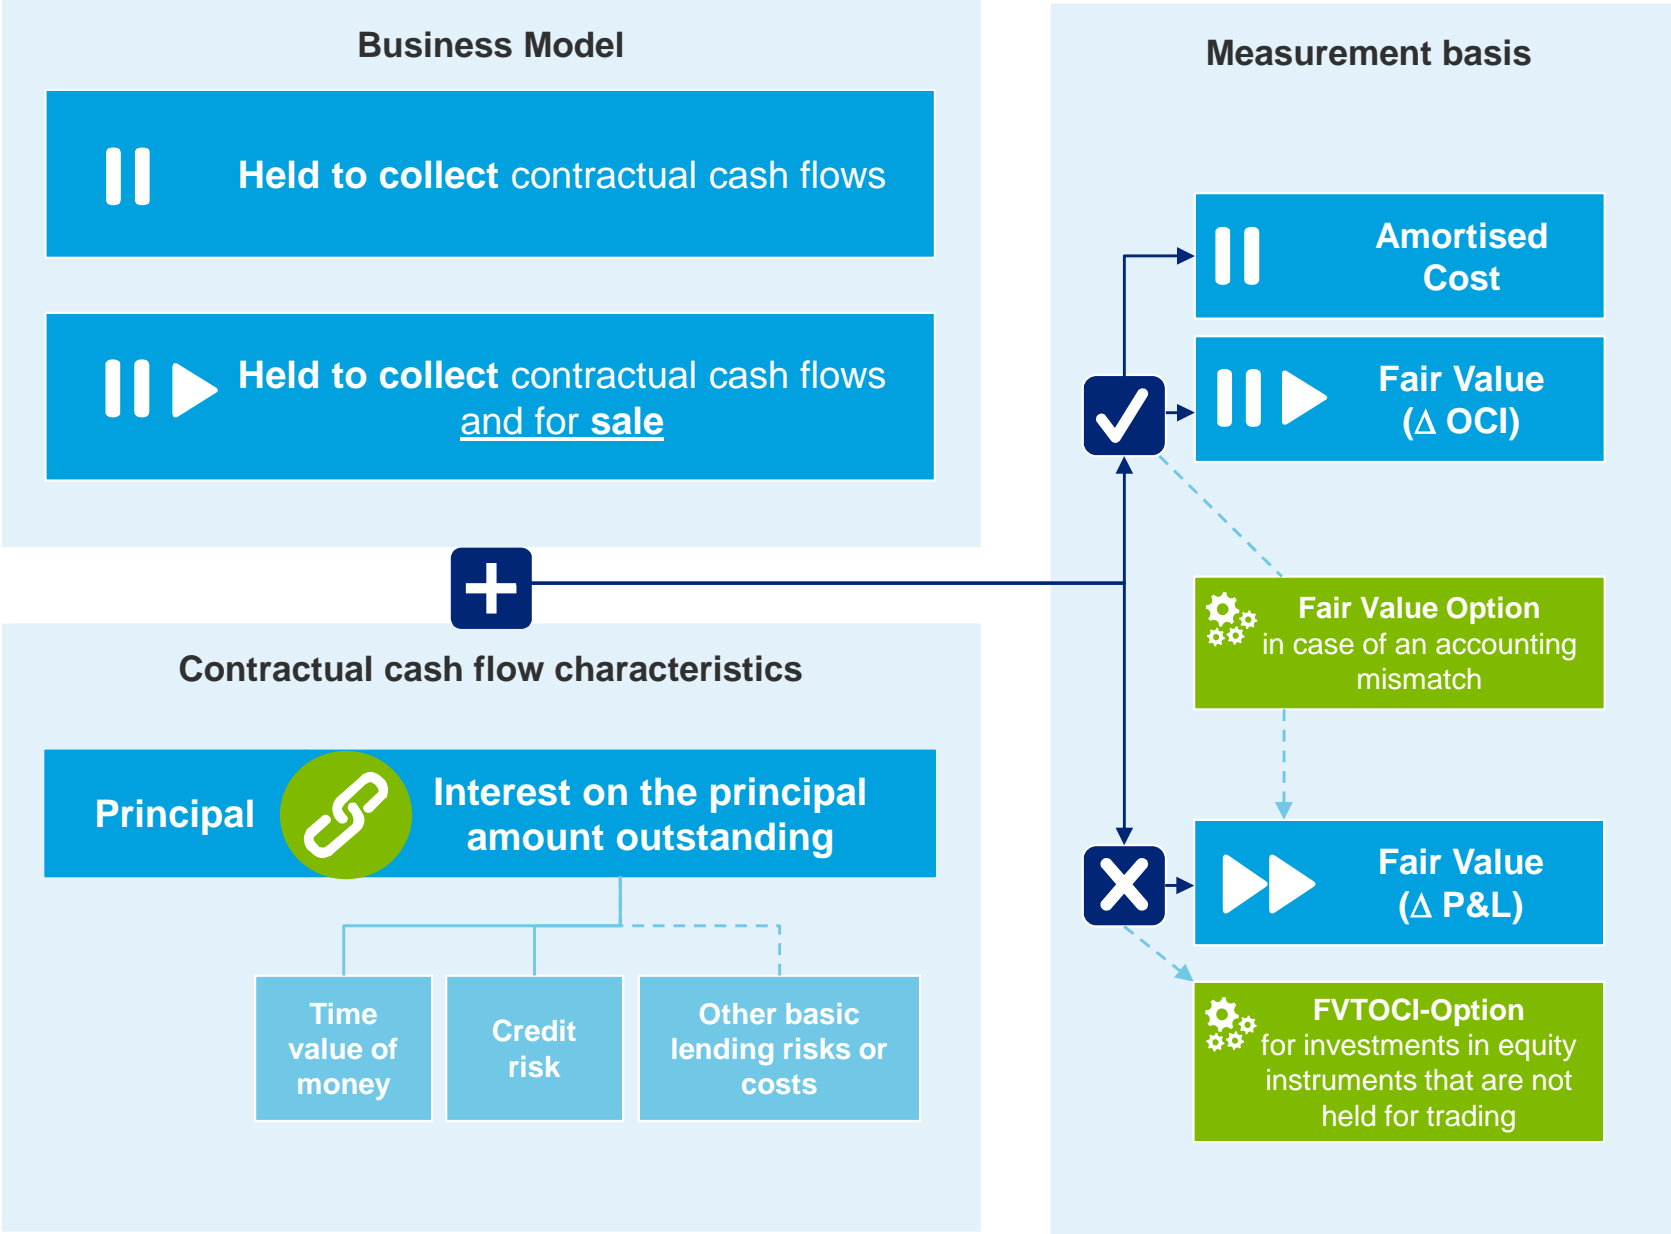 Business Model
Held to collect contractual cash flows
Held to collect contractual cash flows
and for sale
Contractual cash flow characteristics
Principal
Interest on the principal
amount outstanding
Time
value of
money
Credit
risk
Other basic
lending risks or
costs
Measurement basis
Amortised
Cost
Fair Value
(Δ OCI)
Fair Value Option
in case of an accounting
mismatch
Fair Value
(Δ P&L)
FVTOCI-Option
for investments in equity
instruments that are not
held for trading